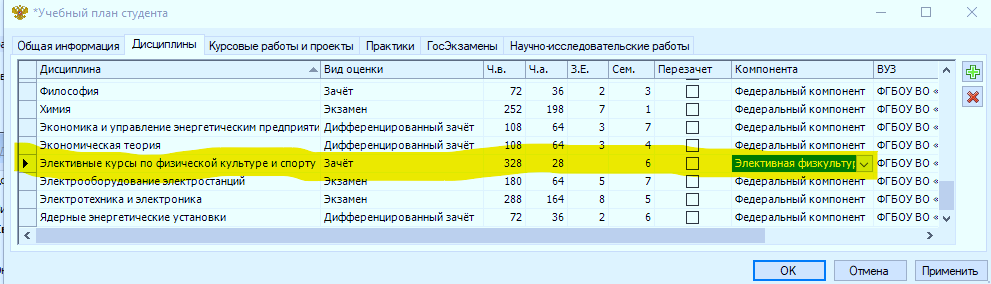 *Учебный план студента
Общая информация Дисциплины Курсовые работы и проекты Практики ГосЭкзамены Научно-исследовательские работы
Дисциплина Вид оценки Ч.в. Ч.а. З.Е. Сем. Перезачет Компонента ВУЗ
Философия Зачёт 72 36 2 3 Федеральный компонент ФГБОУ ВО «
Химия Экзамен 252 198 7 1 Федеральный компонент ФГБОУ ВО «
Экономика и управление энергетическим предприяти Дифференцированный зачёт 108 64 3 7 Федеральный компонент ФГБОУ ВО «
Экономическая теория Дифференцированный зачёт 108 64 3 4 Федеральный компонент ФГБОУ ВО «
Элективные курсы по физической культуре и спорту Зачёт 328 28 6 Элективная физкультур ФГБОУ ВО «
Электрооборудование электростанций Экзамен 180 64 5 7 Федеральный компонент ФГБОУ ВО «
Электротехника и электроника Экзамен 288 164 8 5 Федеральный компонент ФГБОУ ВО «
Ядерные энергетические установки Дифференцированный зачёт 72 36 2 6 Федеральный компонент ФГБОУ ВО «
OK Отмена Применить